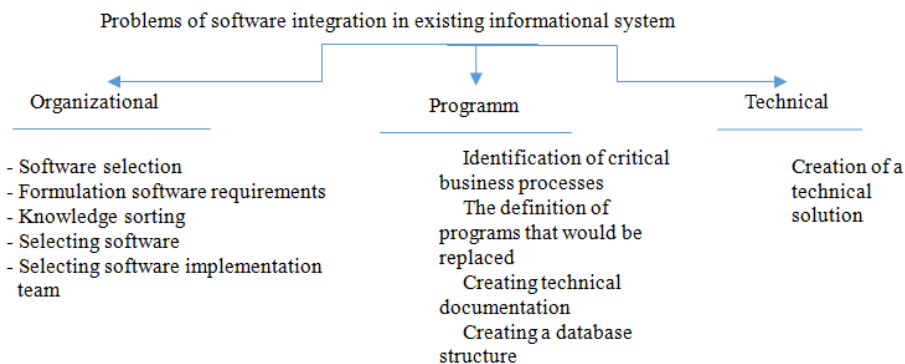 Problems of software integration in existing informational system
Organizational
- Software selection
- Formulation software requirements
- Knowledge sorting
- Selecting software
- Selecting software implementation
team
Programm
Identification of critical
business processes
The definition of
programs that would be
replaced
Creating technical
documentation
Creating a database
structure
Technical
Creation of a
technical
solution